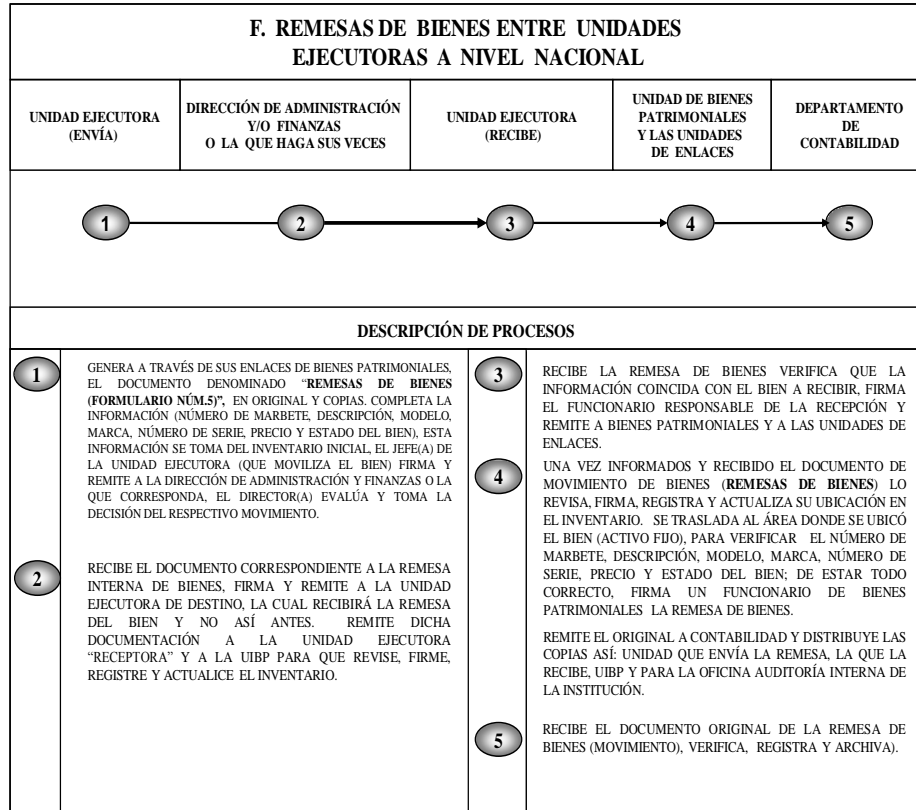 F. REMESAS DE BIENES ENTRE UNIDADES
EJECUTORAS A NIVEL NACIONAL
UNIDAD EJECUTORA
(ENVÍA)
DIRECCIÓN DE ADMINISTRACIÓN
Y/O FINANZAS
O LA QUE HAGA SUS VECES
UNIDAD EJECUTORA
(RECIBE)
UNIDAD DE BIENES
PATRIMONIALES
Y LAS UNIDADES
DE ENLACES
DEPARTAMENTO
DE
CONTABILIDAD
1
2
3
4
5
DESCRIPCIÓN DE PROCESOS
1
GENERA A TRAVÉS DE SUS ENLACES DE BIENES PATRIMONIALES,
EL DOCUMENTO DENOMINADO “REMESAS DE BIENES
(FORMULARIO NÚM.5)”, EN ORIGINAL Y COPIAS. COMPLETA LA
INFORMACIÓN (NÚMERO DE MARBETE, DESCRIPCIÓN, MODELO,
MARCA, NÚMERO DE SERIE, PRECIO Y ESTADO DEL BIEN), ESTA
INFORMACIÓN SE TOMA DEL INVENTARIO INICIAL, EL JEFE(A) DE
LA UNIDAD EJECUTORA (QUE MOVILIZA EL BIEN) FIRMA Y
REMITE A LA DIRECCIÓN DE ADMINISTRACIÓN Y FINANZAS O LA
QUE CORRESPONDA, EL DIRECTOR(A) EVALÚA Y TOMA LA
DECISIÓN DEL RESPECTIVO MOVIMIENTO.
2
RECIBE EL DOCUMENTO CORRESPONDIENTE A LA REMESA
INTERNA DE BIENES, FIRMA Y REMITE A LA UNIDAD
EJECUTORA DE DESTINO, LA CUAL RECIBIRÁ LA REMESA
DEL BIEN Y NO ASÍ ANTES. REMITE DICHA
DOCUMENTACIÓN A LA UNIDAD EJECUTORA
“RECEPTORA” Y A LA UIBP PARA QUE REVISE, FIRME,
REGISTRE Y ACTUALICE EL INVENTARIO.
3
RECIBE LA REMESA DE BIENES VERIFICA QUE LA
INFORMACIÓN COINCIDA CON EL BIEN A RECIBIR, FIRMA
EL FUNCIONARIO RESPONSABLE DE LA RECEPCIÓN Y
REMITE A BIENES PATRIMONIALES Y A LAS UNIDADES DE
ENLACES.
4
UNA VEZ INFORMADOS Y RECIBIDO EL DOCUMENTO DE
MOVIMIENTO DE BIENES (REMESAS DE BIENES) LO
REVISA, FIRMA, REGISTRA Y ACTUALIZA SU UBICACIÓN EN
EL INVENTARIO. SE TRASLADA AL ÁREA DONDE SE UBICÓ
EL BIEN (ACTIVO FIJO), PARA VERIFICAR EL NÚMERO DE
MARBETE, DESCRIPCIÓN, MODELO, MARCA, NÚMERO DE
SERIE, PRECIO Y ESTADO DEL BIEN; DE ESTAR TODO
CORRECTO, FIRMA UN FUNCIONARIO DE BIENES
PATRIMONIALES LA REMESA DE BIENES.
REMITE EL ORIGINAL A CONTABILIDAD Y DISTRIBUYE LAS
COPIAS ASÍ: UNIDAD QUE ENVÍA LA REMESA, LA QUE LA
RECIBE, UIBP Y PARA LA OFICINA AUDITORÍA INTERNA DE
LA INSTITUCIÓN.
5
RECIBE EL DOCUMENTO ORIGINAL DE LA REMESA DE
BIENES (MOVIMIENTO), VERIFICA, REGISTRA Y ARCHIVA).